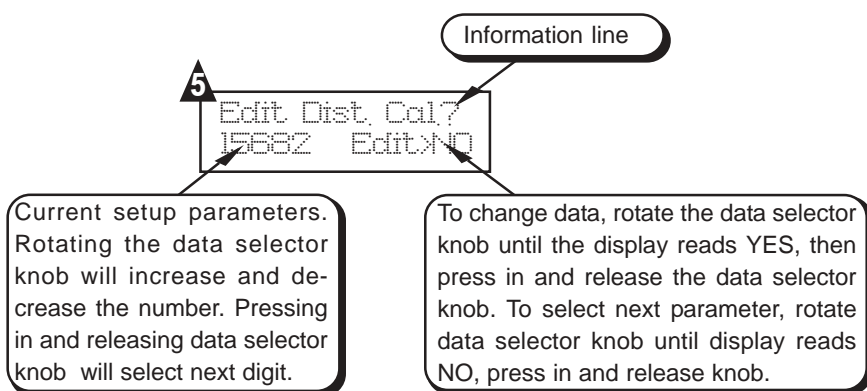 Information line
5
Edit Dist. Cal.?
15682 Edit>NO
Current setup parameters.
Rotating the data selector
knob will increase and de-
crease the number. Pressing
in and releasing data selector
knob will select next digit.
To change data, rotate the data selector
knob until the display reads YES, then
press in and release the data selector
knob. To select next parameter, rotate
data selector knob until display reads
NO, press in and release knob.